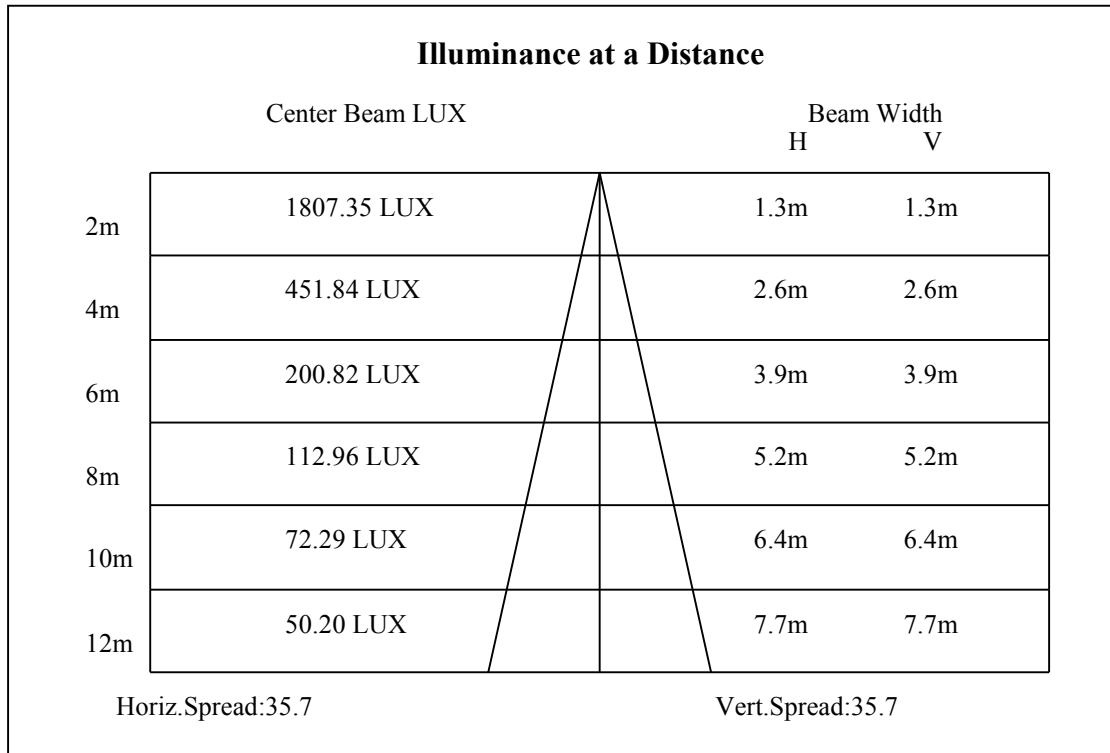 Illuminance at a Distance
Center Beam LUX Beam Width
H V
2m 1807.35 LUX 1.3m 1.3m
4m 451.84 LUX 2.6m 2.6m
6m 200.82 LUX 3.9m 3.9m
8m 112.96 LUX 5.2m 5.2m
10m 72.29 LUX 6.4m 6.4m
12m 50.20 LUX 7.7m 7.7m
Horiz.Spread:35.7 Vert.Spread:35.7